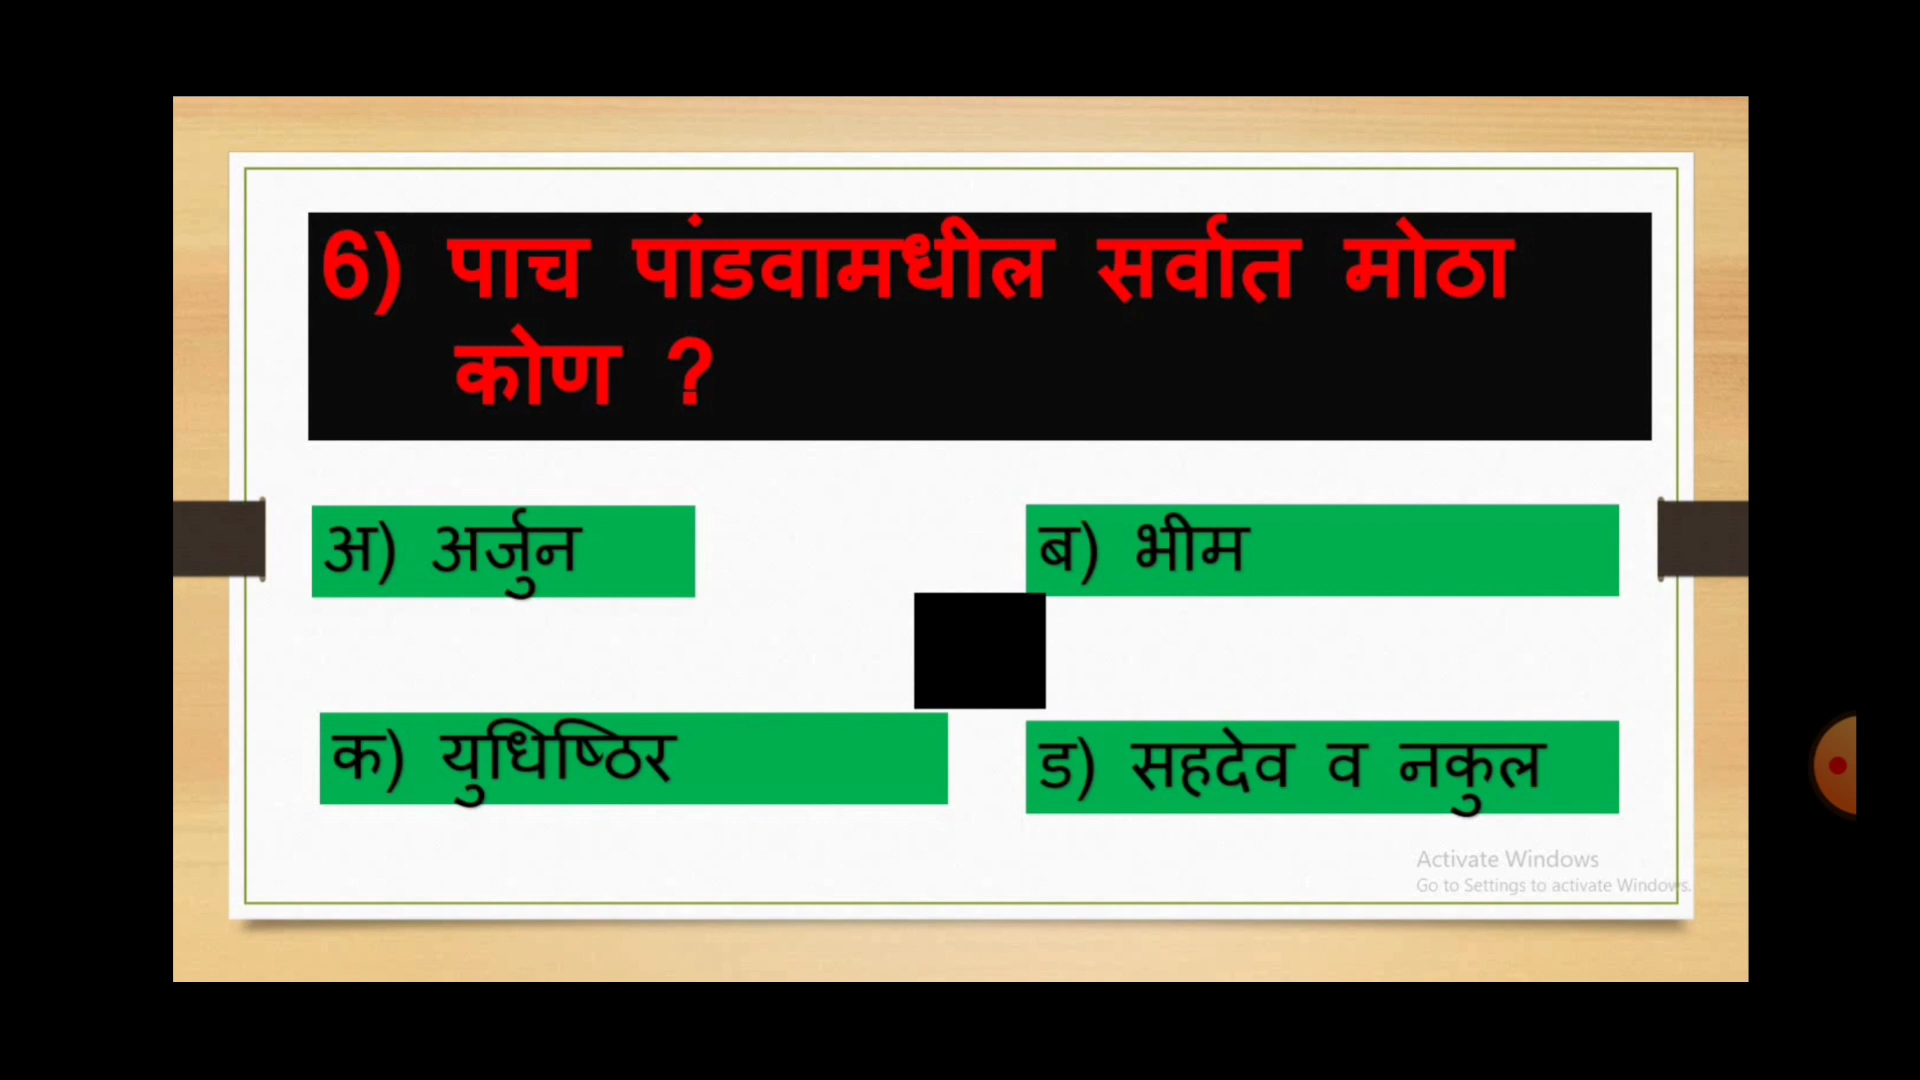 6) पाच पांडवामधील सर्वात मोठा
कोण ?
अ) अर्जुन
ब) भीम
क) युधिष्ठिर
ड) सहदेव व नकुल
Activate Windows
Go to Settings to activate Windows.